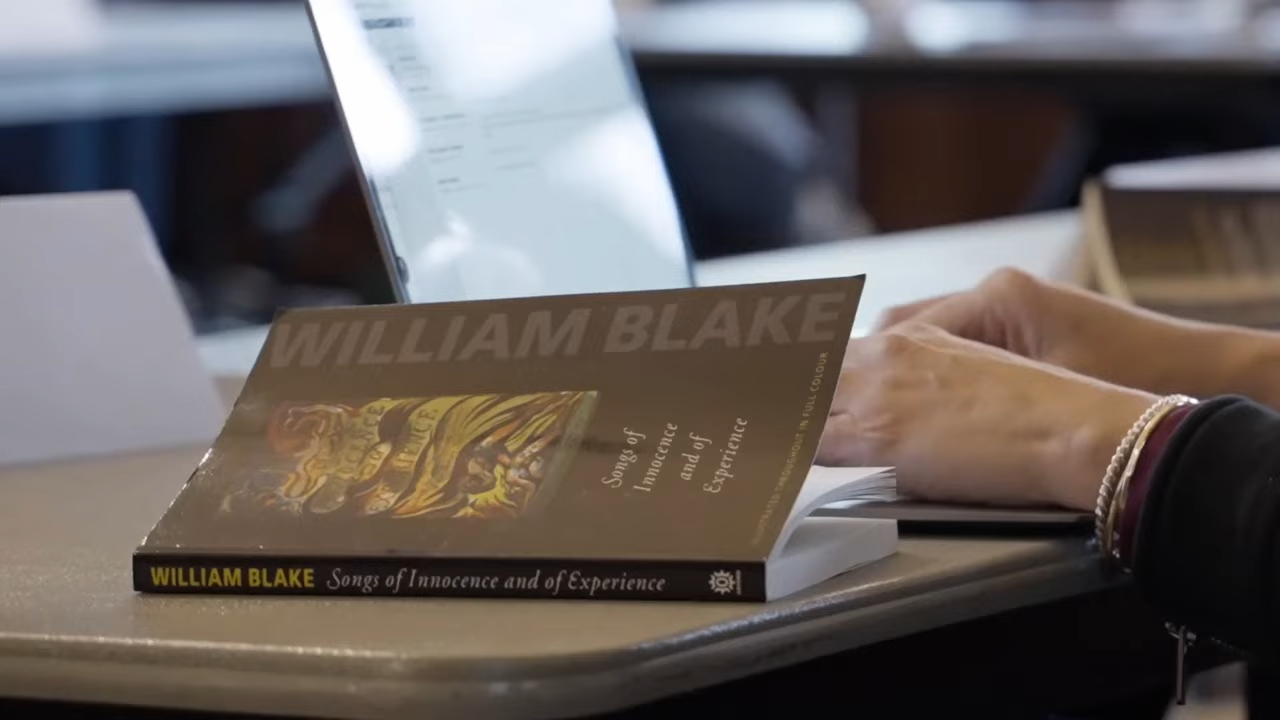 WILLIAM BLAKE
Songs of
Innocence
and of
Experience
ILLUSTRATED THROUGHOUT IN FULL COLOUR
WILLIAM BLAKE Songs of Innocence and of Experience